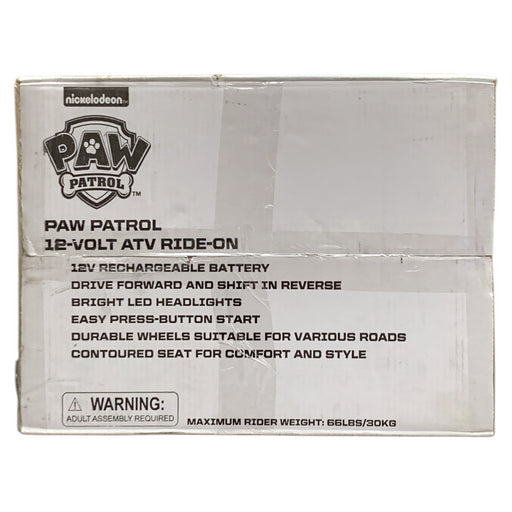 nickelodeon™
PAW
PATROL™
PAW PATROL
12-VOLT ATV RIDE-ON
12V RECHARGEABLE BATTERY
DRIVE FORWARD AND SHIFT IN REVERSE
BRIGHT LED HEADLIGHTS
EASY PRESS-BUTTON START
DURABLE WHEELS SUITABLE FOR VARIOUS ROADS
CONTOURED SEAT FOR COMFORT AND STYLE
WARNING:
ADULT ASSEMBLY REQUIRED
MAXIMUM RIDER WEIGHT: 66LBS/30KG